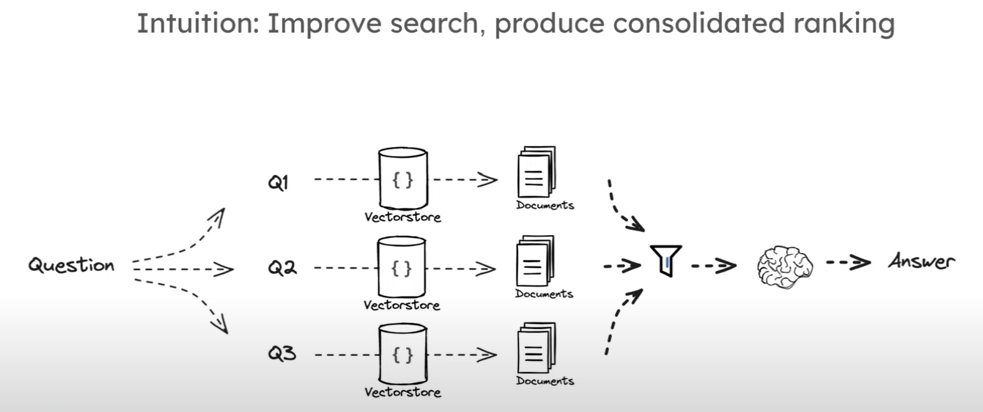 Intuition: Improve search, produce consolidated ranking
Question
Q1
{ }
Vectorstore
Documents
Q2
{ }
Vectorstore
Documents
Q3
{ }
Vectorstore
Documents
Answer